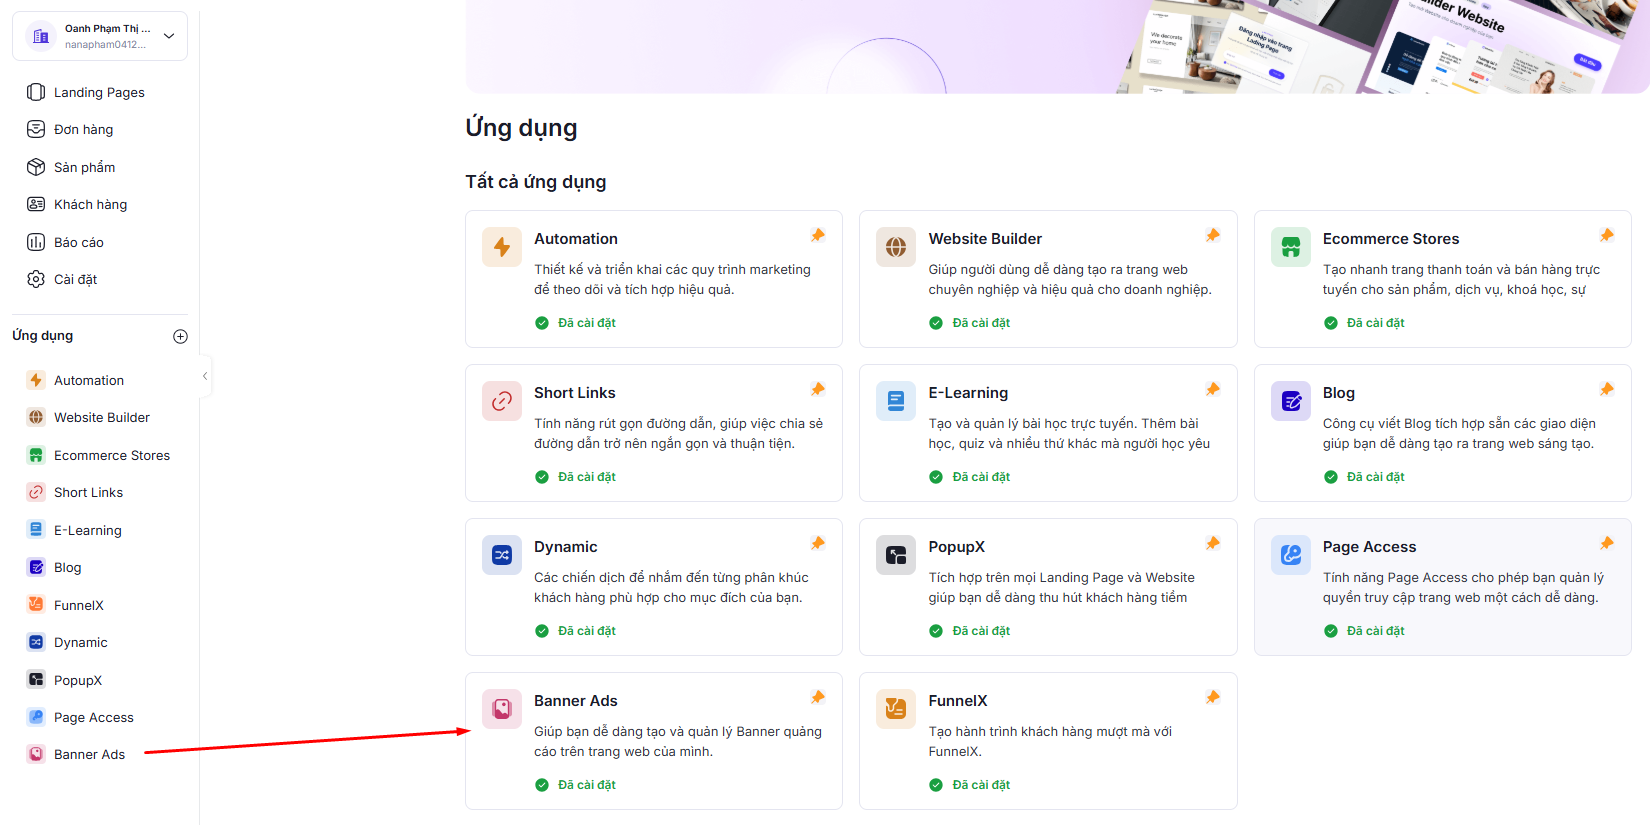 Oanh Phạm Thị ...
nanapham0412...
Landing Pages
Đơn hàng
Sản phẩm
Khách hàng
Báo cáo
Cài đặt
Ứng dụng
Automation
Website Builder
Ecommerce Stores
Short Links
E-Learning
Blog
FunnelX
Dynamic
PopupX
Page Access
Banner Ads
We decorate
your home
Đăng nhập vào trang
Lading Page
ilder Website
Bắt đầu
Ứng dụng
Tất cả ứng dụng
Automation
Thiết kế và triển khai các quy trình marketing
để theo dõi và tích hợp hiệu quả.
Đã cài đặt
Website Builder
Giúp người dùng dễ dàng tạo ra trang web
chuyên nghiệp và hiệu quả cho doanh nghiệp.
Đã cài đặt
Ecommerce Stores
Tạo nhanh trang thanh toán và bán hàng trực
tuyến cho sản phẩm, dịch vụ, khoá học, sự
Đã cài đặt
Short Links
Tính năng rút gọn đường dẫn, giúp việc chia sẻ
đường dẫn trở nên ngắn gọn và thuận tiện.
Đã cài đặt
E-Learning
Tạo và quản lý bài học trực tuyến. Thêm bài
học, quiz và nhiều thứ khác mà người học yêu
Đã cài đặt
Blog
Công cụ viết Blog tích hợp sẵn các giao diện
giúp bạn dễ dàng tạo ra trang web sáng tạo.
Đã cài đặt
Dynamic
Các chiến dịch để nhắm đến từng phân khúc
khách hàng phù hợp cho mục đích của bạn.
Đã cài đặt
PopupX
Tích hợp trên mọi Landing Page và Website
giúp bạn dễ dàng thu hút khách hàng tiềm
Đã cài đặt
Page Access
Tính năng Page Access cho phép bạn quản lý
quyền truy cập trang web một cách dễ dàng.
Đã cài đặt
Banner Ads
Giúp bạn dễ dàng tạo và quản lý Banner quảng
cáo trên trang web của mình.
Đã cài đặt
FunnelX
Tạo hành trình khách hàng mượt mà với
FunnelX.
Đã cài đặt